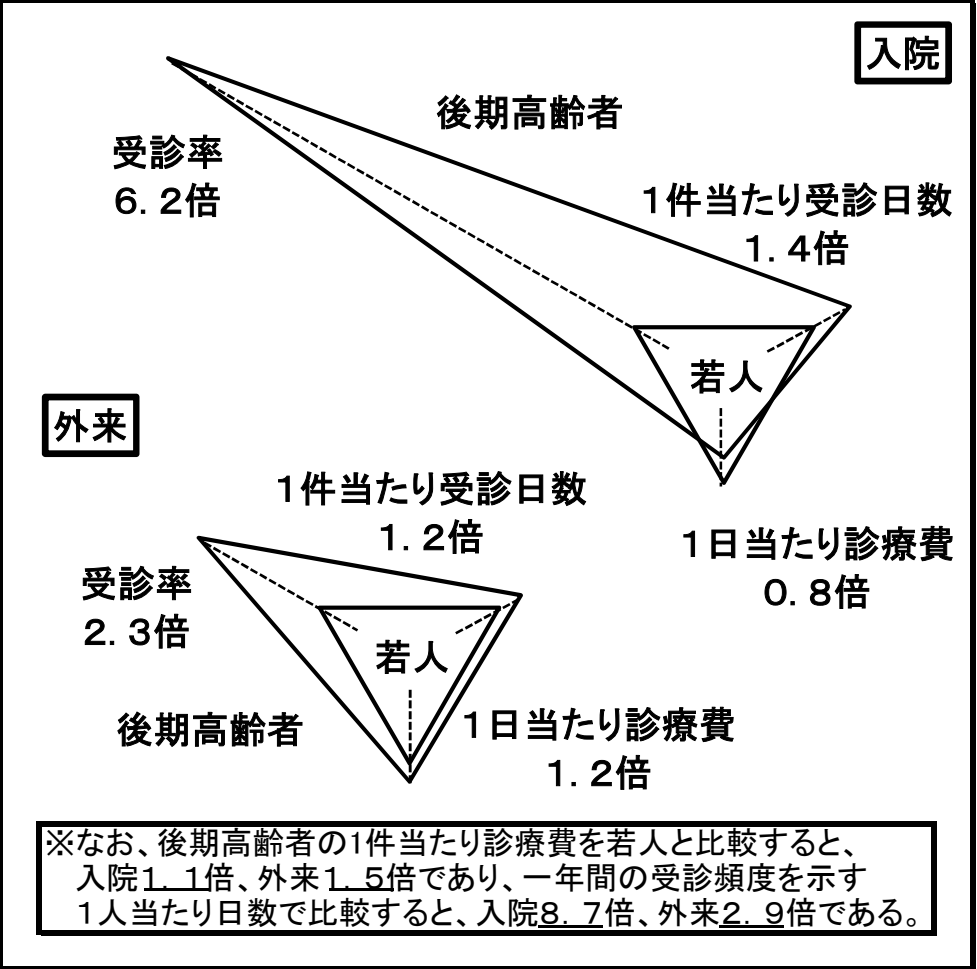 入院
後期高齢者
受診率
６．２倍
１件当たり受診日数
１．４倍
若人
１日当たり診療費
０．８倍
外来
１件当たり受診日数
１．２倍
受診率
２．３倍
若人
後期高齢者
１日当たり診療費
１．２倍
※なお、後期高齢者の1件当たり診療費を若人と比較すると、
入院１．１倍、外来１．５倍であり、一年間の受診頻度を示す
１人当たり日数で比較すると、入院８．７倍、外来２．９倍である。